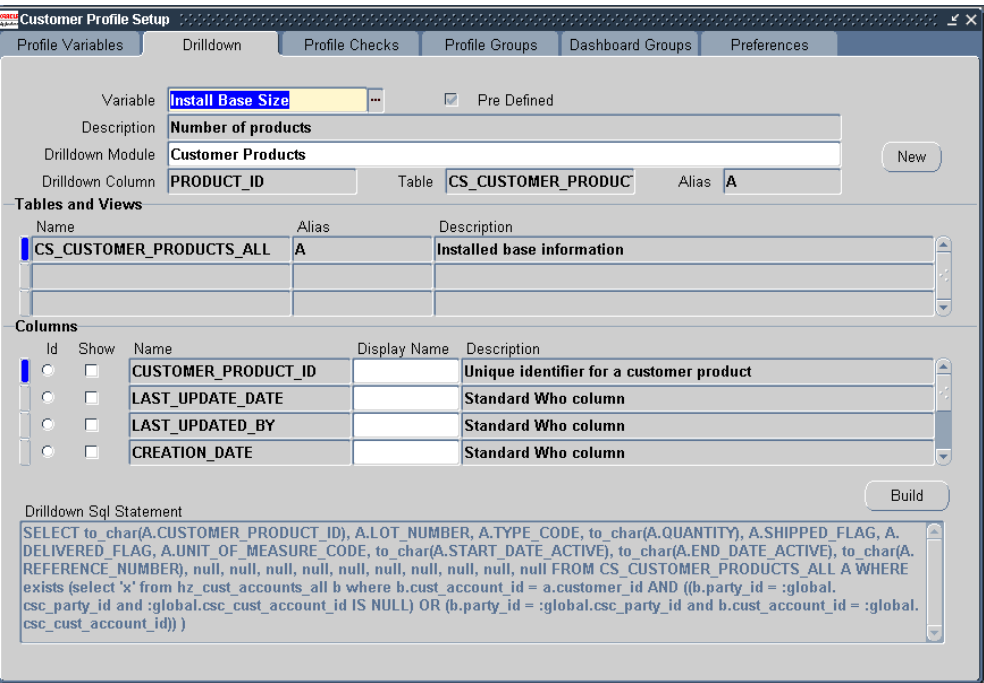 Customer Profile Setup
Profile Variables Drilldown Profile Checks Profile Groups Dashboard Groups Preferences
Variable Install Base Size ... Pre Defined
Description Number of products
Drilldown Module Customer Products New
Drilldown Column PRODUCT_ID Table CS_CUSTOMER_PRODUC Alias A
Tables and Views
Name Alias Description
CS_CUSTOMER_PRODUCTS_ALL A Installed base information
Columns
Id Show Name Display Name Description
CUSTOMER_PRODUCT_ID Unique identifier for a customer product
LAST_UPDATE_DATE Standard Who column
LAST_UPDATED_BY Standard Who column
CREATION_DATE Standard Who column
Build
Drilldown Sql Statement
SELECT to_char(A.CUSTOMER_PRODUCT_ID), A.LOT_NUMBER, A.TYPE_CODE, to_char(A.QUANTITY), A.SHIPPED_FLAG, A.
DELIVERED_FLAG, A.UNIT_OF_MEASURE_CODE, to_char(A.START_DATE_ACTIVE), to_char(A.END_DATE_ACTIVE), to_char(A.
REFERENCE_NUMBER), null, null, null, null, null, null, null, null, null, null FROM CS_CUSTOMER_PRODUCTS_ALL A WHERE
exists (select 'x' from hz_cust_accounts_all b where b.cust_account_id = a.customer_id AND ((b.party_id = :global.
csc_party_id and :global.csc_cust_account_id IS NULL) OR (b.party_id = :global.csc_party_id and b.cust_account_id = :global.
csc_cust_account_id)) )